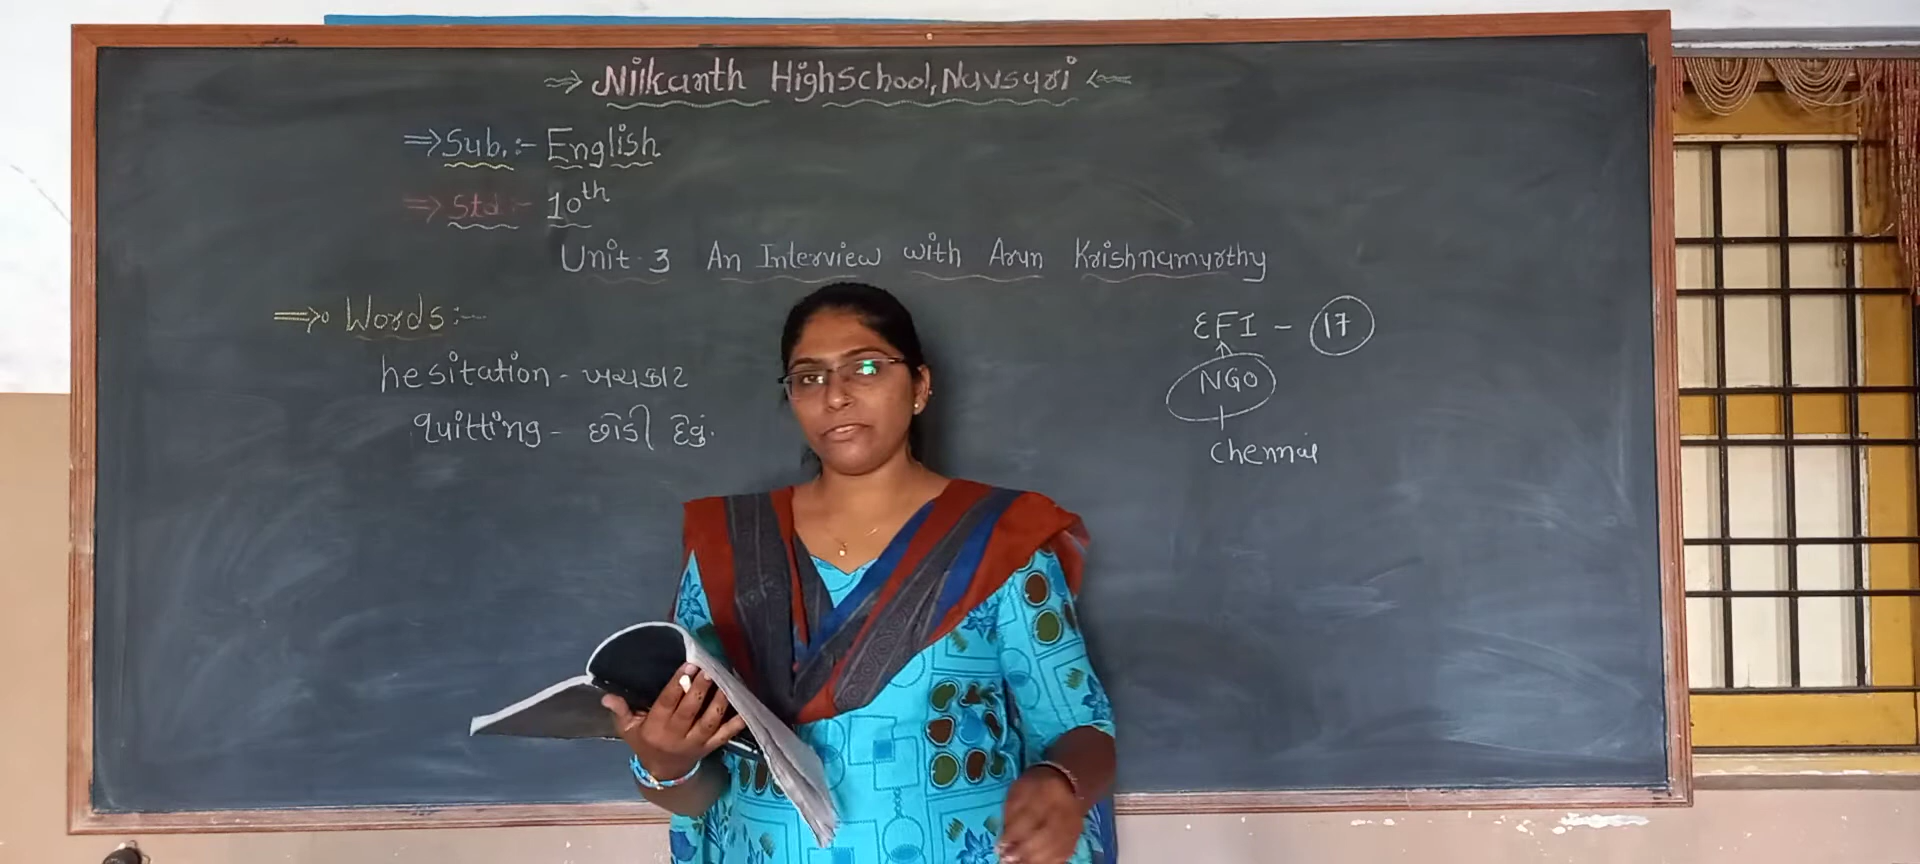 ⇒ Nilkanth Highschool, Navsari ⇐
⇒ Sub. :- English
⇒ Std :- 10th
Unit. 3 An Interview with Arun Krishnamurthy
⇒ Words :-
hesitation - ખચકાટ
quitting - છોડી દેવું.
EFI - 17
NGO
Chennai